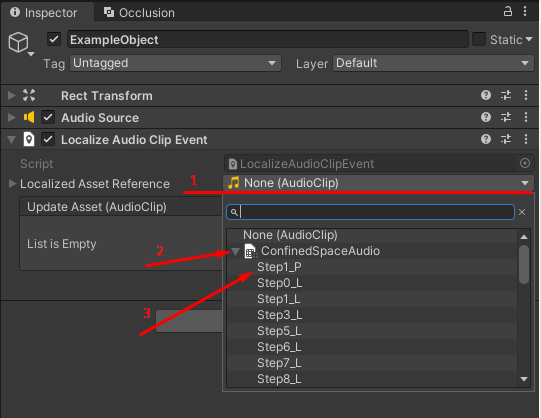 Inspector
Occlusion
ExampleObject
Static
Tag Untagged Layer Default
Rect Transform
Audio Source
Localize Audio Clip Event
Script LocalizeAudioClipEvent
Localized Asset Reference 1 None (AudioClip)
Update Asset (AudioClip)
None (AudioClip)
List is Empty
2 ConfinedSpaceAudio
Step1_P
Step0_L
Step1_L
3 Step3_L
Step5_L
Step6_L
Step7_L
Step8_L